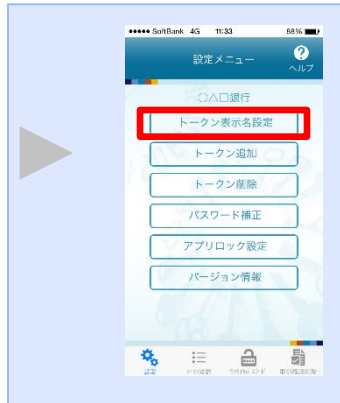 ●●●●● SoftBank 4G 11:33 88%
設定メニュー
?
ヘルプ
○△□銀行
トークン表示名設定
トークン追加
トークン削除
パスワード補正
アプリロック設定
バージョン情報
設定